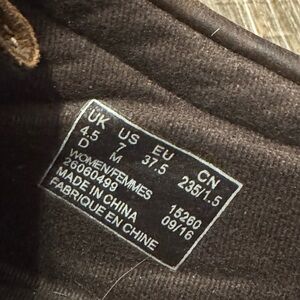 UK US EU CN
4.5 7 37.5 235/1.5
D M
WOMEN/FEMMES
26060499 15260
MADE IN CHINA 09/16
FABRIQUE EN CHINE